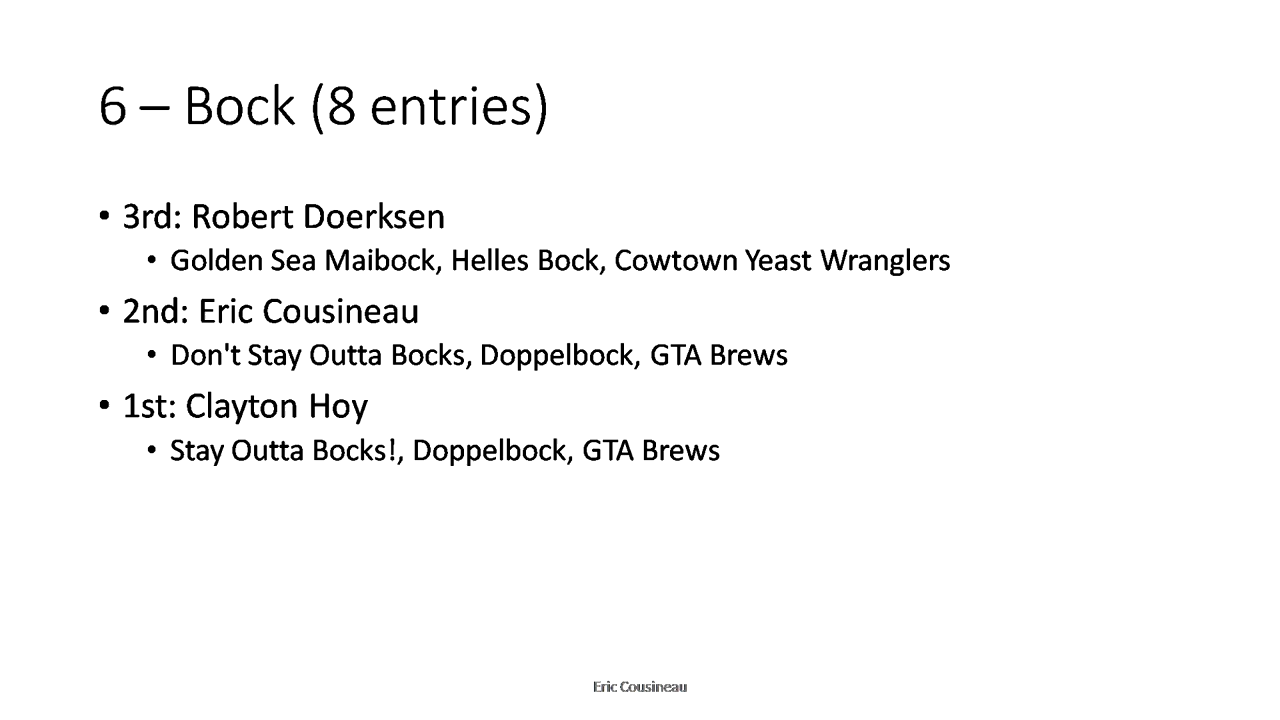 6 – Bock (8 entries)
• 3rd: Robert Doerksen
• Golden Sea Maibock, Helles Bock, Cowtown Yeast Wranglers
• 2nd: Eric Cousineau
• Don't Stay Outta Bocks, Doppelbock, GTA Brews
• 1st: Clayton Hoy
• Stay Outta Bocks!, Doppelbock, GTA Brews
Eric Cousineau